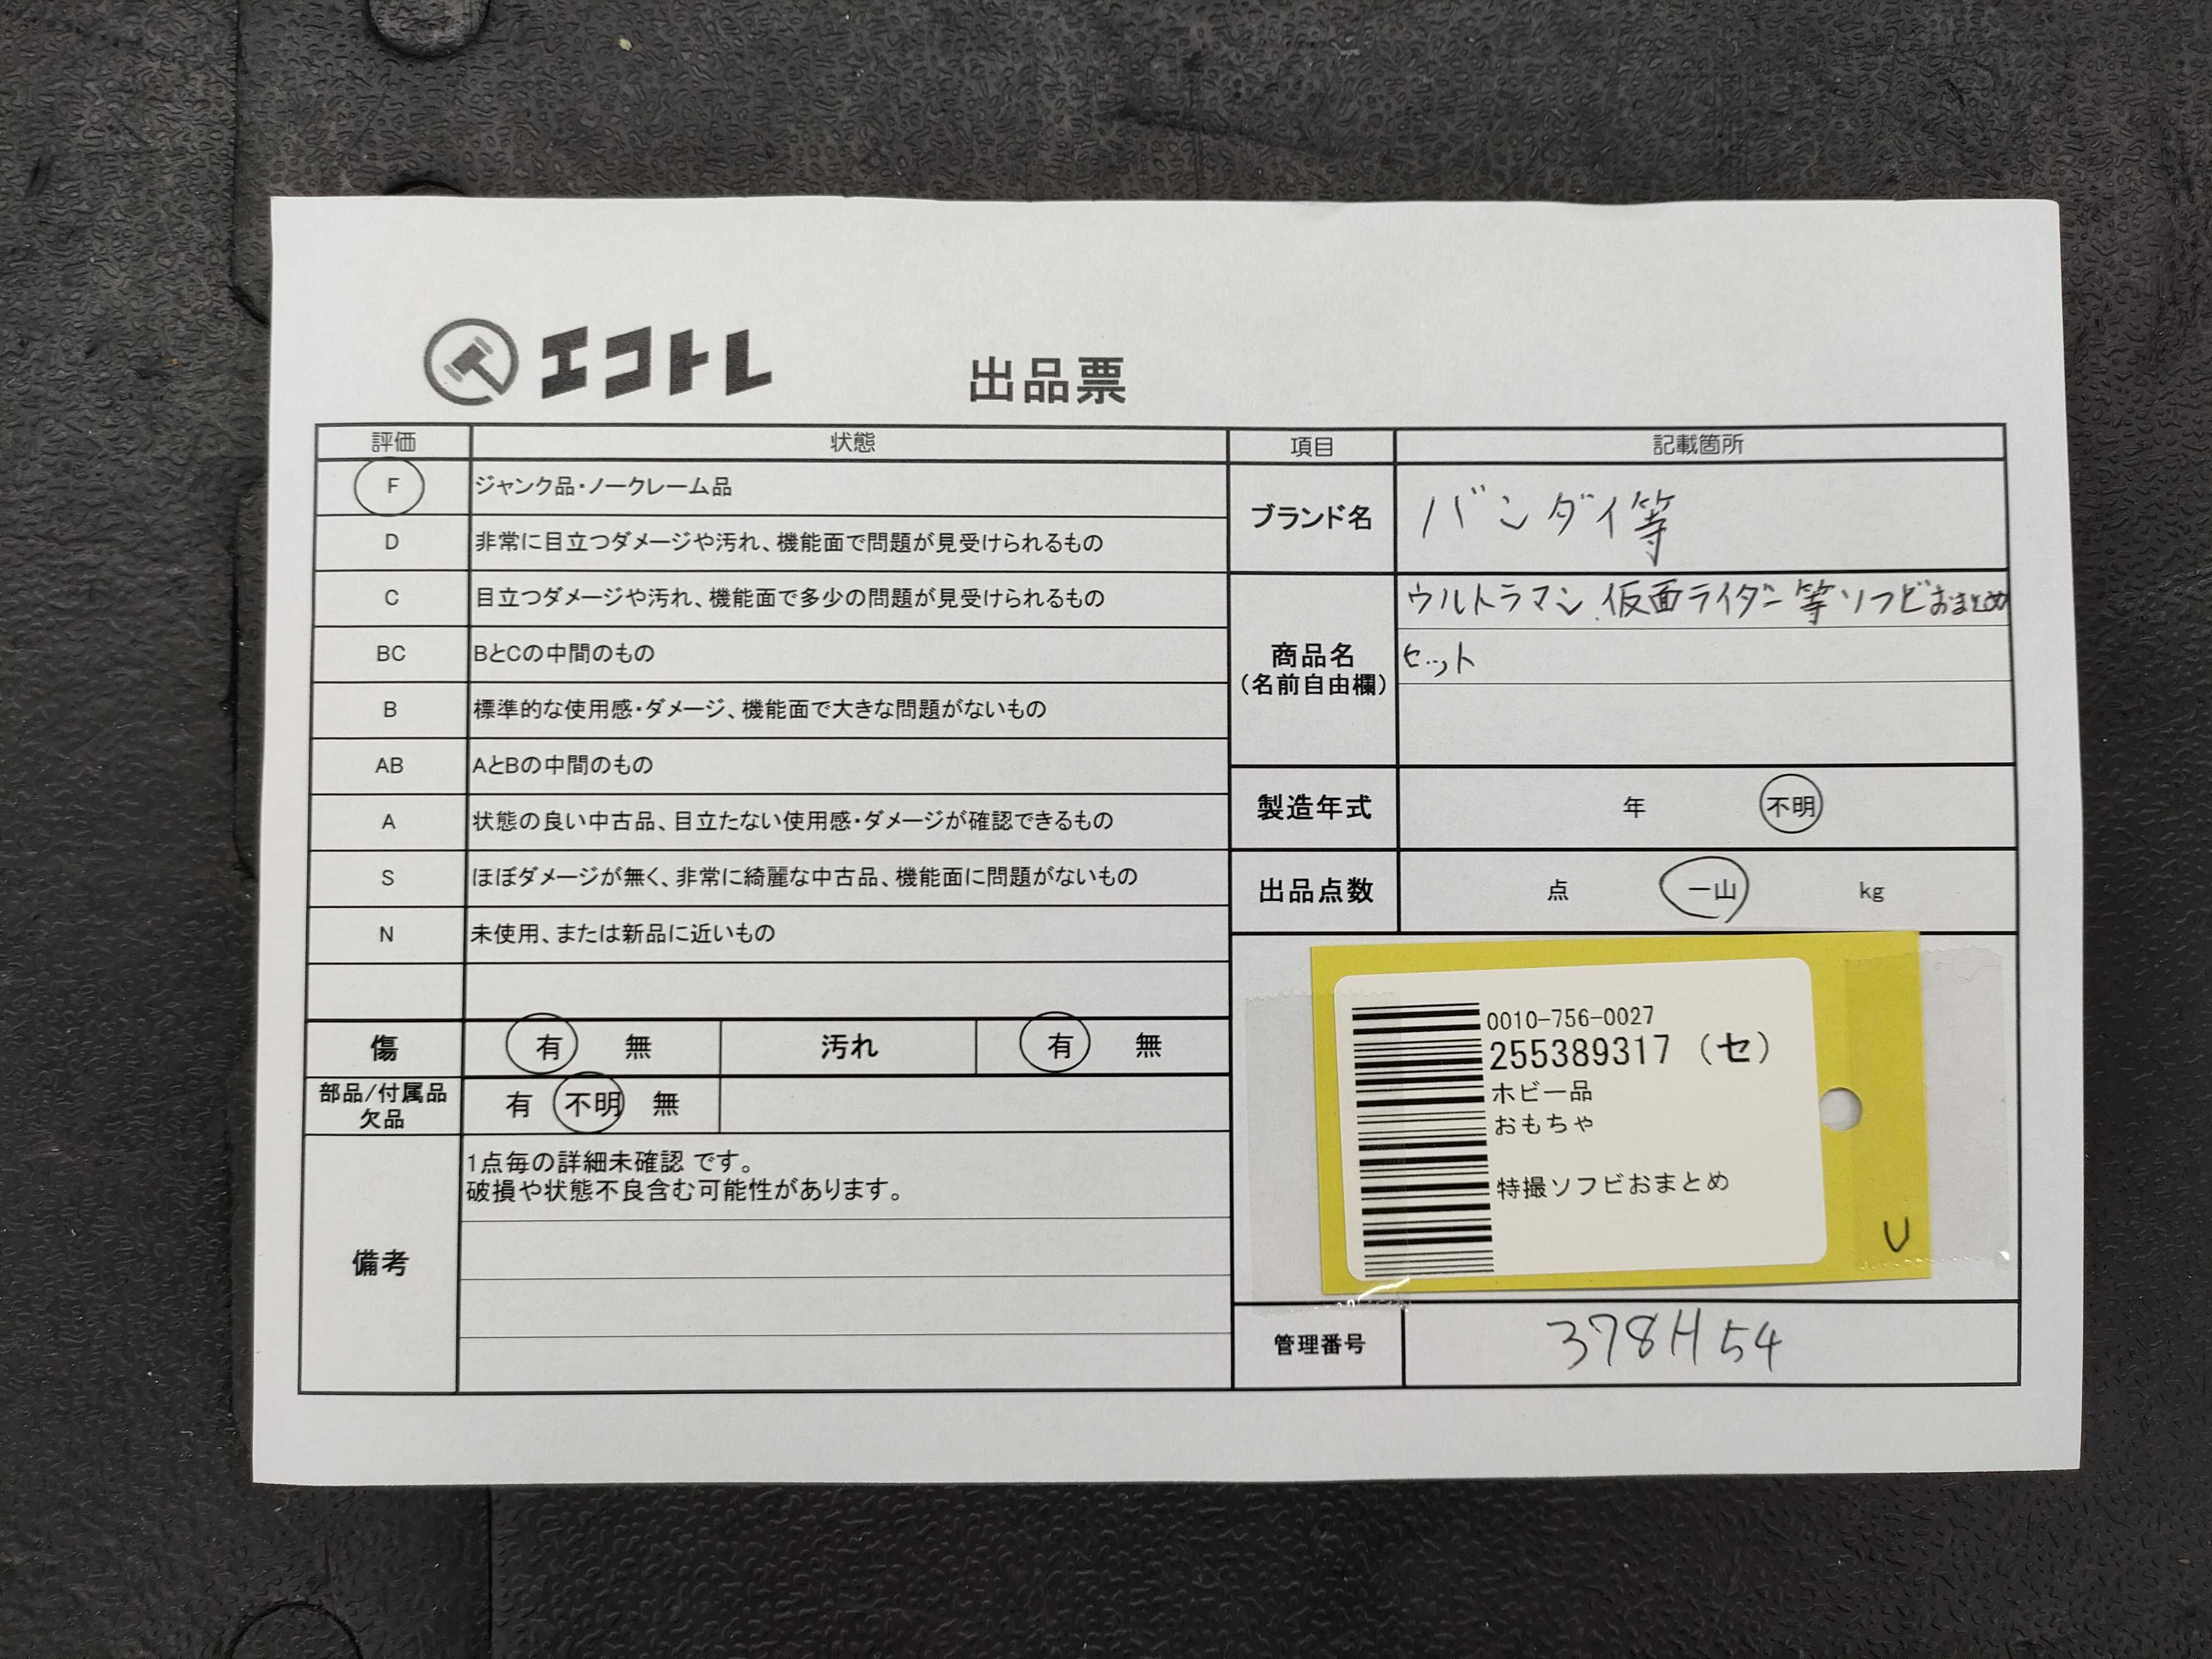 エコトレ 出品票
評価 状態
F ジャンク品・ノークレーム品
D 非常に目立つダメージや汚れ、機能面で問題が見受けられるもの
C 目立つダメージや汚れ、機能面で多少の問題が見受けられるもの
BC BとCの中間のもの
B 標準的な使用感・ダメージ、機能面で大きな問題がないもの
AB AとBの中間のもの
A 状態の良い中古品、目立たない使用感・ダメージが確認できるもの
S ほぼダメージが無く、非常に綺麗な中古品、機能面に問題がないもの
N 未使用、または新品に近いもの
傷 有 無 汚れ 有 無
部品/付属品
欠品 有 不明 無
備考
1点毎の詳細未確認 です。
破損や状態不良含む可能性があります。
項目 記載箇所
ブランド名 バンダイ等
商品名
(名前自由欄)
ウルトラマン、仮面ライダー等ソフビおまとめ
セット
製造年式 年 不明
出品点数 点 一山 kg
0010-756-0027
255389317 (セ)
ホビー品
おもちゃ
特撮ソフビおまとめ
U
管理番号 378H54